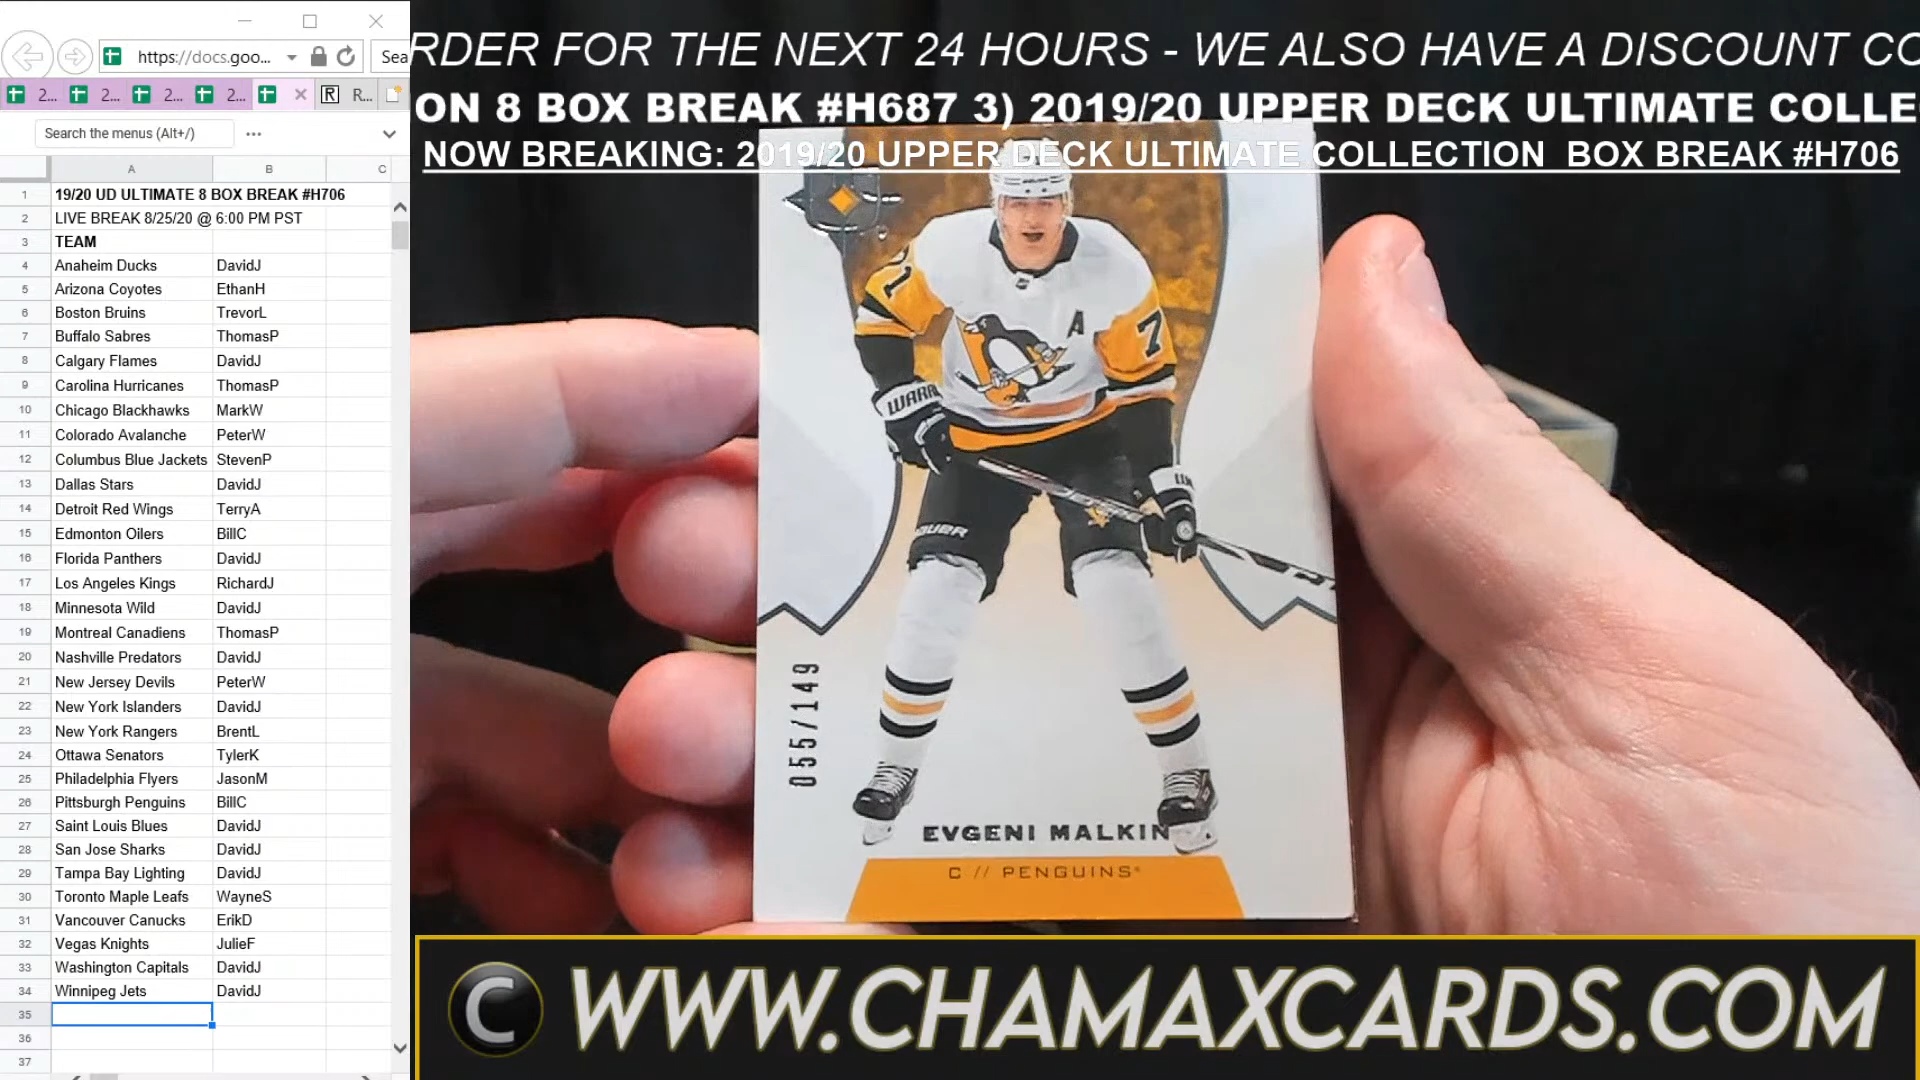 https://docs.goo...
Sea
2...
2...
2...
2...
R
R...
Search the menus (Alt+/)
A B C
1 19/20 UD ULTIMATE 8 BOX BREAK #H706
2 LIVE BREAK 8/25/20 @ 6:00 PM PST
3 TEAM
4 Anaheim Ducks DavidJ
5 Arizona Coyotes EthanH
6 Boston Bruins TrevorL
7 Buffalo Sabres ThomasP
8 Calgary Flames DavidJ
9 Carolina Hurricanes ThomasP
10 Chicago Blackhawks MarkW
11 Colorado Avalanche PeterW
12 Columbus Blue Jackets StevenP
13 Dallas Stars DavidJ
14 Detroit Red Wings TerryA
15 Edmonton Oilers BillC
16 Florida Panthers DavidJ
17 Los Angeles Kings RichardJ
18 Minnesota Wild DavidJ
19 Montreal Canadiens ThomasP
20 Nashville Predators DavidJ
21 New Jersey Devils PeterW
22 New York Islanders DavidJ
23 New York Rangers BrentL
24 Ottawa Senators TylerK
25 Philadelphia Flyers JasonM
26 Pittsburgh Penguins BillC
27 Saint Louis Blues DavidJ
28 San Jose Sharks DavidJ
29 Tampa Bay Lighting DavidJ
30 Toronto Maple Leafs WayneS
31 Vancouver Canucks ErikD
32 Vegas Knights JulieF
33 Washington Capitals DavidJ
34 Winnipeg Jets DavidJ
35
36
37
RDER FOR THE NEXT 24 HOURS - WE ALSO HAVE A DISCOUNT CO
ON 8 BOX BREAK #H687 3) 2019/20 UPPER DECK ULTIMATE COLLE
NOW BREAKING: 2019/20 UPPER DECK ULTIMATE COLLECTION BOX BREAK #H706
71
A
7
WARR
BAUER
055/149
EVGENI MALKIN
C // PENGUINS
C WWW.CHAMAXCARDS.COM